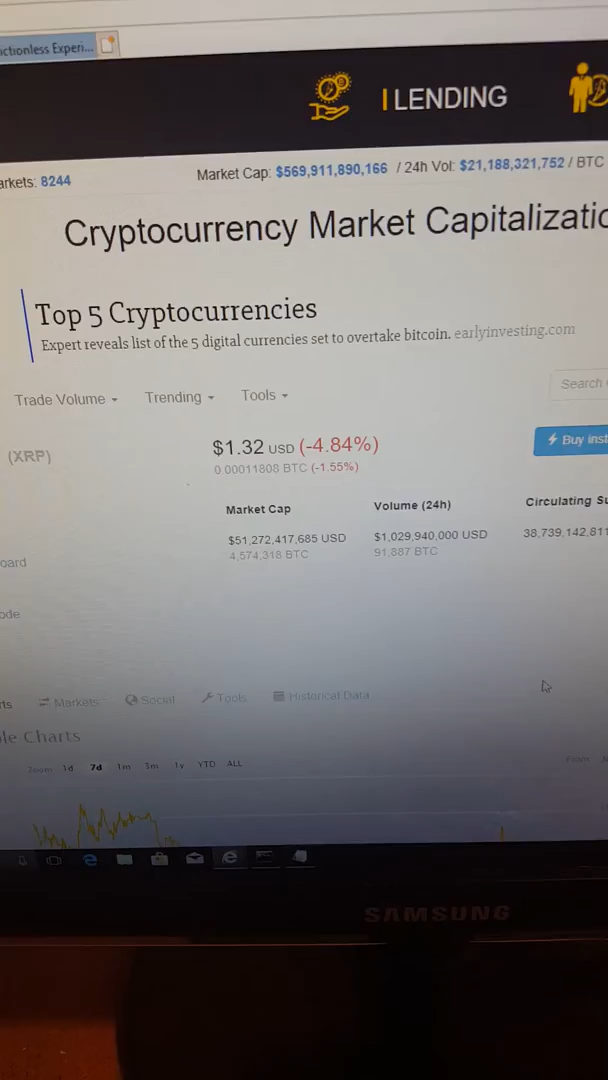 ctionless Experi...
LENDING
arkets: 8244
Market Cap: $569,911,890,166 / 24h Vol: $21,188,321,752 / BTC
Cryptocurrency Market Capitalizatio
Top 5 Cryptocurrencies
Expert reveals list of the 5 digital currencies set to overtake bitcoin. earlyinvesting.com
Trade Volume Trending Tools
Search
(XRP)
$1.32 USD (-4.84%)
0.00011808 BTC (-1.55%)
Buy inst
Market Cap Volume (24h) Circulating Su
$51,272,417,685 USD $1,029,940,000 USD 38,739,142,811
4,574,318 BTC 91,887 BTC
oard
ode
rts Markets Social Tools Historical Data
le Charts
Zoom 1d 7d 1m 3m 1y YTD ALL
From
SAMSUNG